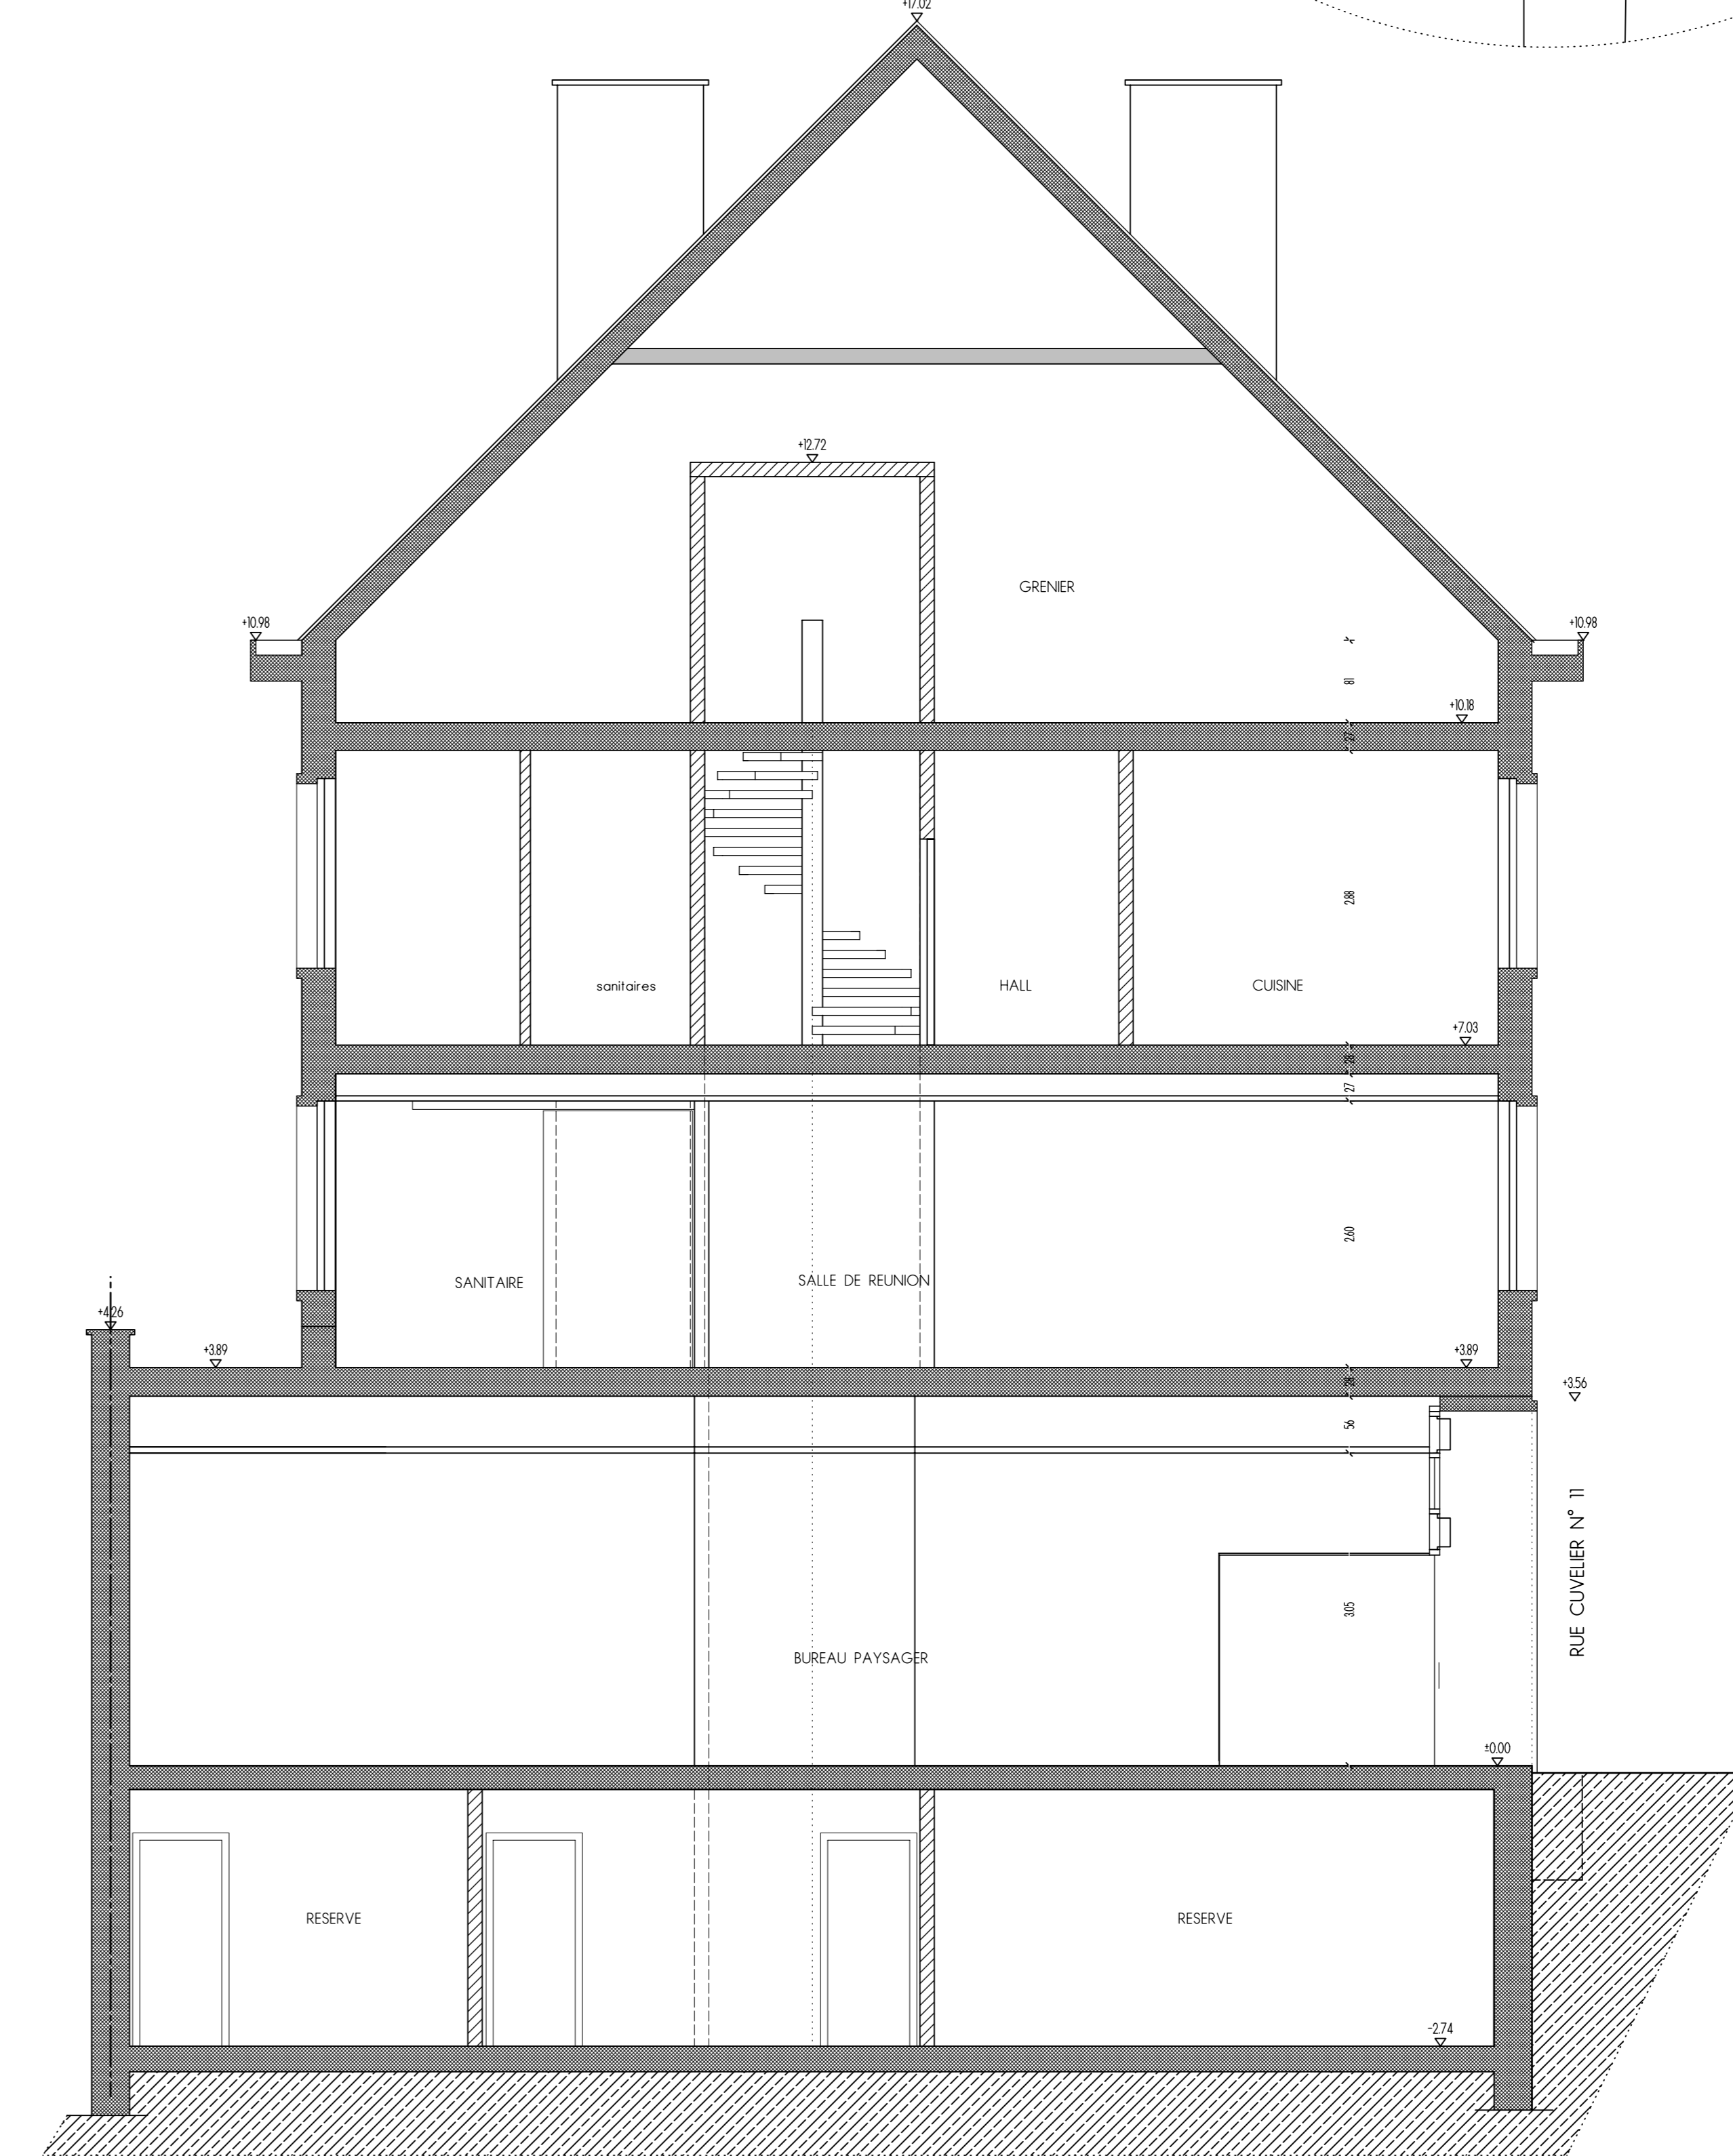 +17.02
+12.72
GRENIER
+10.98
+10.98
81
+10.18
27
2.88
sanitaires
HALL
CUISINE
+7.03
28
27
2.60
SANITAIRE
SALLE DE REUNION
+4.26
+3.89
+3.89
28
+3.56
56
RUE CUVELIER N° 11
3.05
BUREAU PAYSAGER
±0.00
RESERVE
RESERVE
-2.74